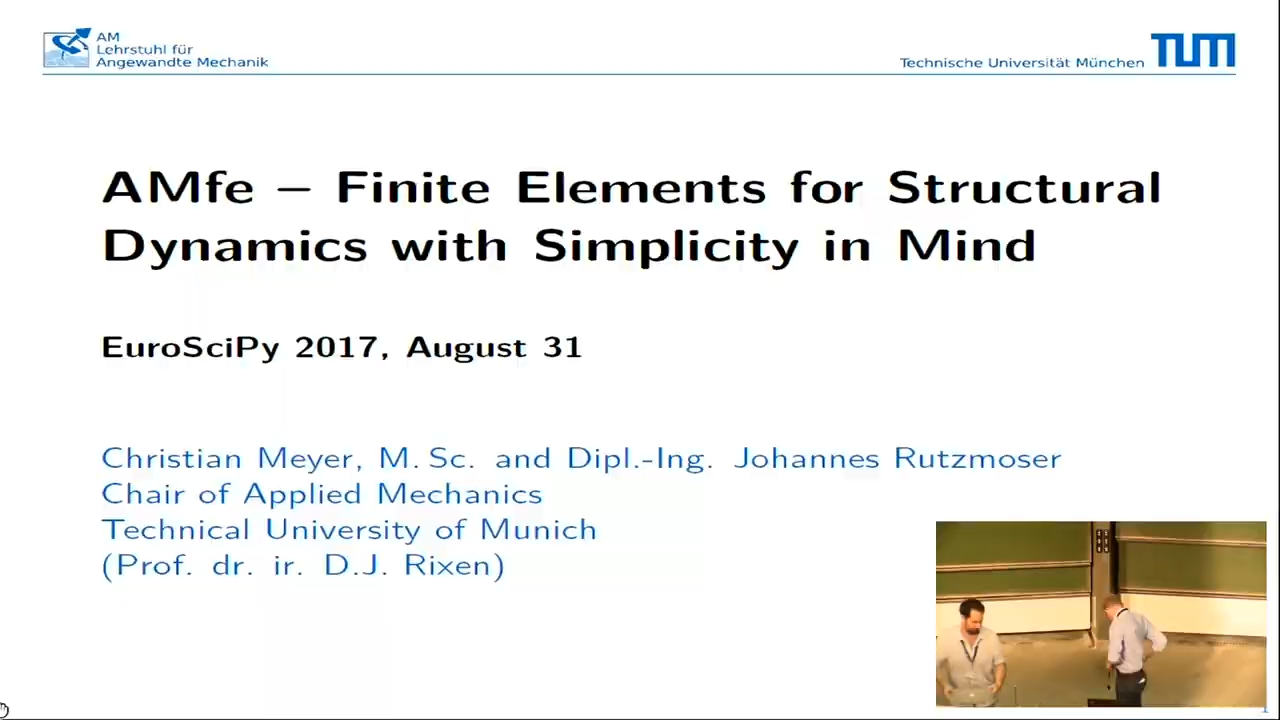 AM
Lehrstuhl für
Angewandte Mechanik
Technische Universität München
TUM
AMfe – Finite Elements for Structural
Dynamics with Simplicity in Mind
EuroSciPy 2017, August 31
Christian Meyer, M. Sc. and Dipl.-Ing. Johannes Rutzmoser
Chair of Applied Mechanics
Technical University of Munich
(Prof. dr. ir. D.J. Rixen)